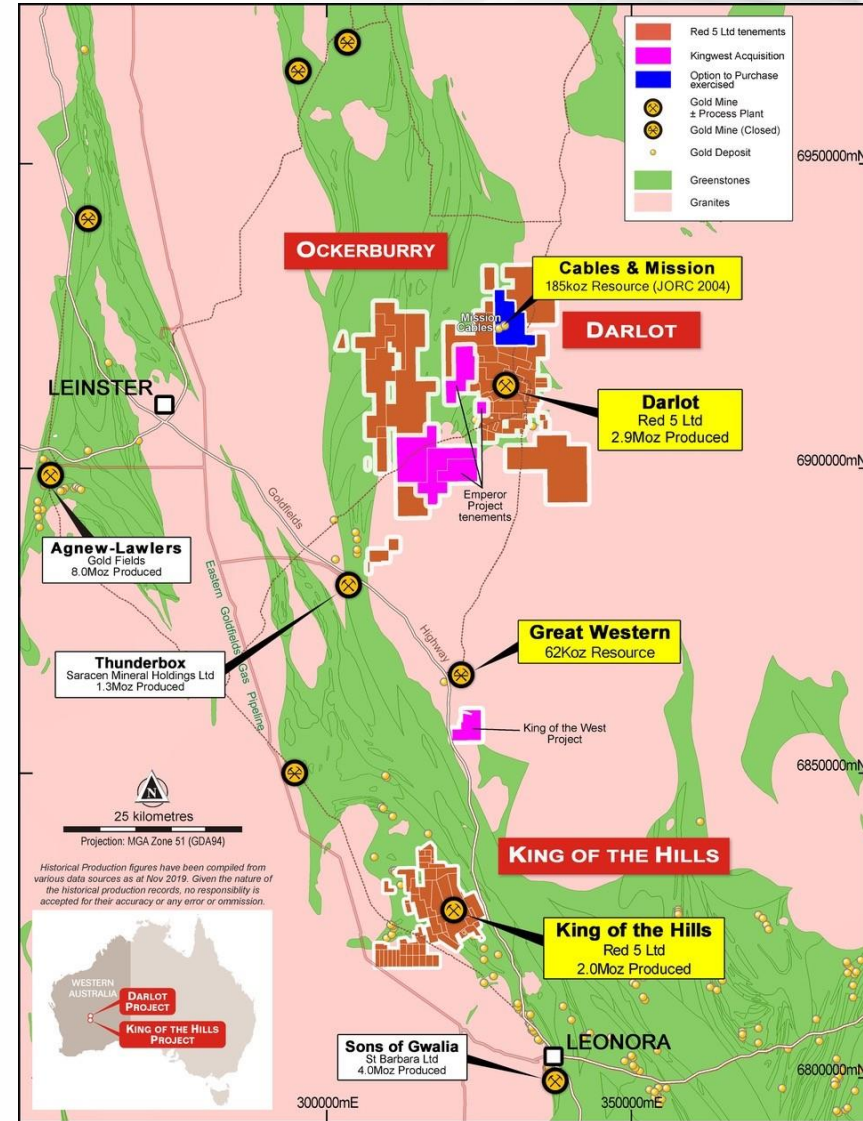 Red 5 Ltd tenements
Kingwest Acquisition
Option to Purchase
exercised
Gold Mine
± Process Plant
Gold Mine (Closed)
Gold Deposit
Greenstones
Granites
6950000mN
OCKERBURRY
Cables & Mission
185koz Resource (JORC 2004)
Mission
Cables
DARLOT
LEINSTER
Darlot
Red 5 Ltd
2.9Moz Produced
6900000mN
Emperor
Project
tenements
Goldfields
Agnew-Lawlers
Gold Fields
8.0Moz Produced
Eastern Goldfields Gas Pipeline
Highway
Great Western
62Koz Resource
Thunderbox
Saracen Mineral Holdings Ltd
1.3Moz Produced
King of the West
Project
6850000mN
N
25 kilometres
Projection: MGA Zone 51 (GDA94)
KING OF THE HILLS
Historical Production figures have been compiled from
various data sources as at Nov 2019. Given the nature of
the historical production records, no responsiblity is
accepted for their accuracy or any error or ommission.
King of the Hills
Red 5 Ltd
2.0Moz Produced
WESTERN
AUSTRALIA
DARLOT
PROJECT
KING OF THE HILLS
PROJECT
Sons of Gwalia
St Barbara Ltd
4.0Moz Produced
LEONORA
6800000mN
300000mE
350000mE